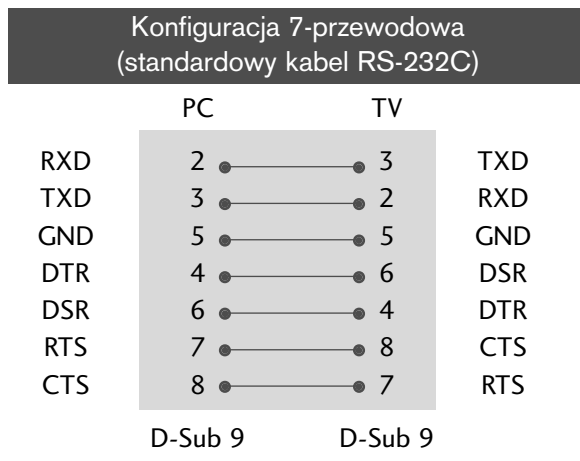 Konfiguracja 7-przewodowa
(standardowy kabel RS-232C)
PC TV
RXD 2 3 TXD
TXD 3 2 RXD
GND 5 5 GND
DTR 4 6 DSR
DSR 6 4 DTR
RTS 7 8 CTS
CTS 8 7 RTS
D-Sub 9 D-Sub 9